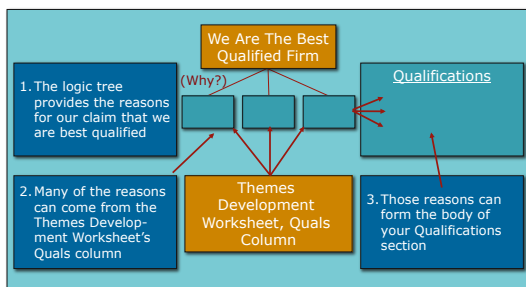 We Are The Best
Qualified Firm
(Why?)
1. The logic tree
provides the reasons
for our claim that we
are best qualified
Qualifications
2. Many of the reasons
can come from the
Themes Develop-
ment Worksheet's
Quals column
Themes
Development
Worksheet, Quals
Column
3. Those reasons can
form the body of
your Qualifications
section